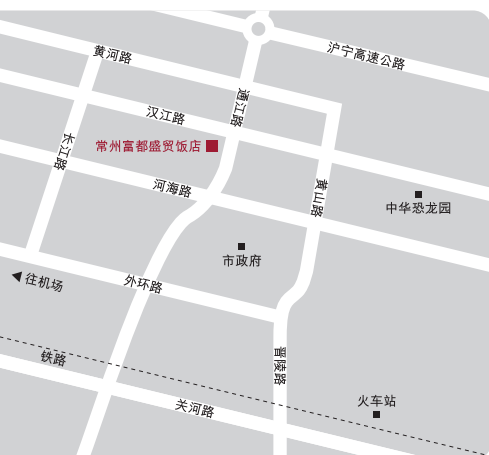 沪宁高速公路
黄河路
通江路
汉江路
长江路
常州富都盛贸饭店
河海路
黄山路
中华恐龙园
市政府
往机场
外环路
铁路
晋陵路
火车站
关河路